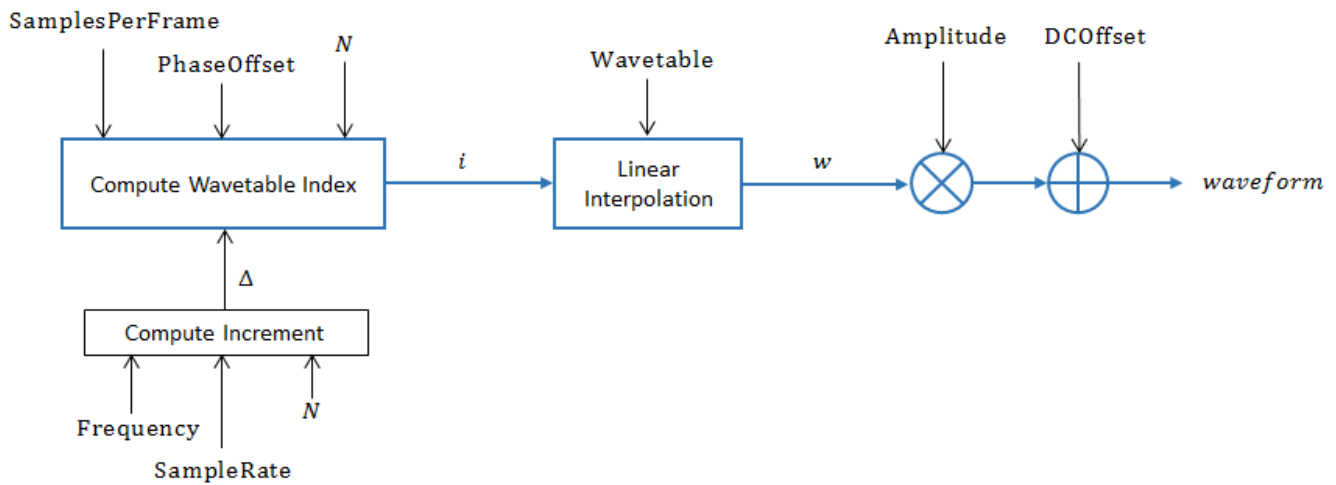 SamplesPerFrame
PhaseOffset
N
Wavetable
Amplitude
DCOffset
Compute Wavetable Index
i
Linear
Interpolation
w
waveform
Δ
Compute Increment
Frequency
SampleRate
N